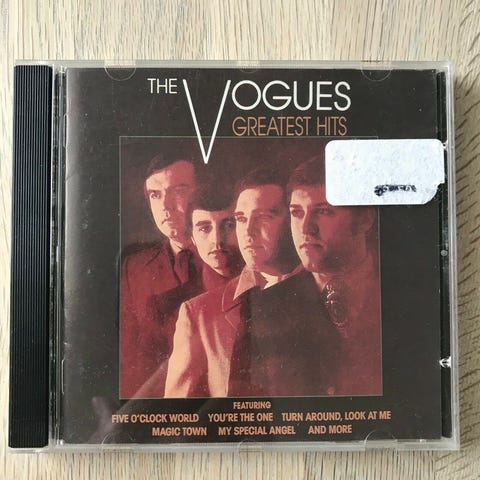 THE VOGUES
GREATEST HITS
FEATURING
FIVE O'CLOCK WORLD YOU'RE THE ONE TURN AROUND, LOOK AT ME
MAGIC TOWN MY SPECIAL ANGEL AND MORE